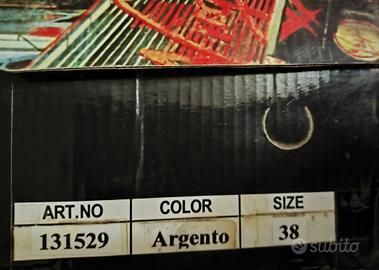 ART.NO COLOR SIZE
131529 Argento 38
subito